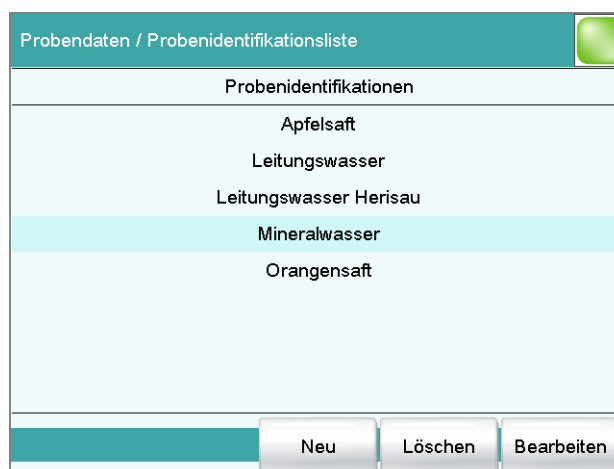 Probendaten / Probenidentifikationsliste
Probenidentifikationen
Apfelsaft
Leitungswasser
Leitungswasser Herisau
Mineralwasser
Orangensaft
Neu Löschen Bearbeiten